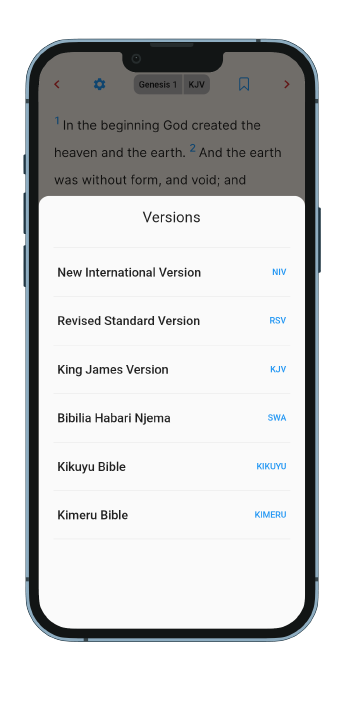 Genesis 1 KJV
1 In the beginning God created the
heaven and the earth. 2 And the earth
was without form, and void; and
Versions
New International Version NIV
Revised Standard Version RSV
King James Version KJV
Bibilia Habari Njema SWA
Kikuyu Bible KIKUYU
Kimeru Bible KIMERU